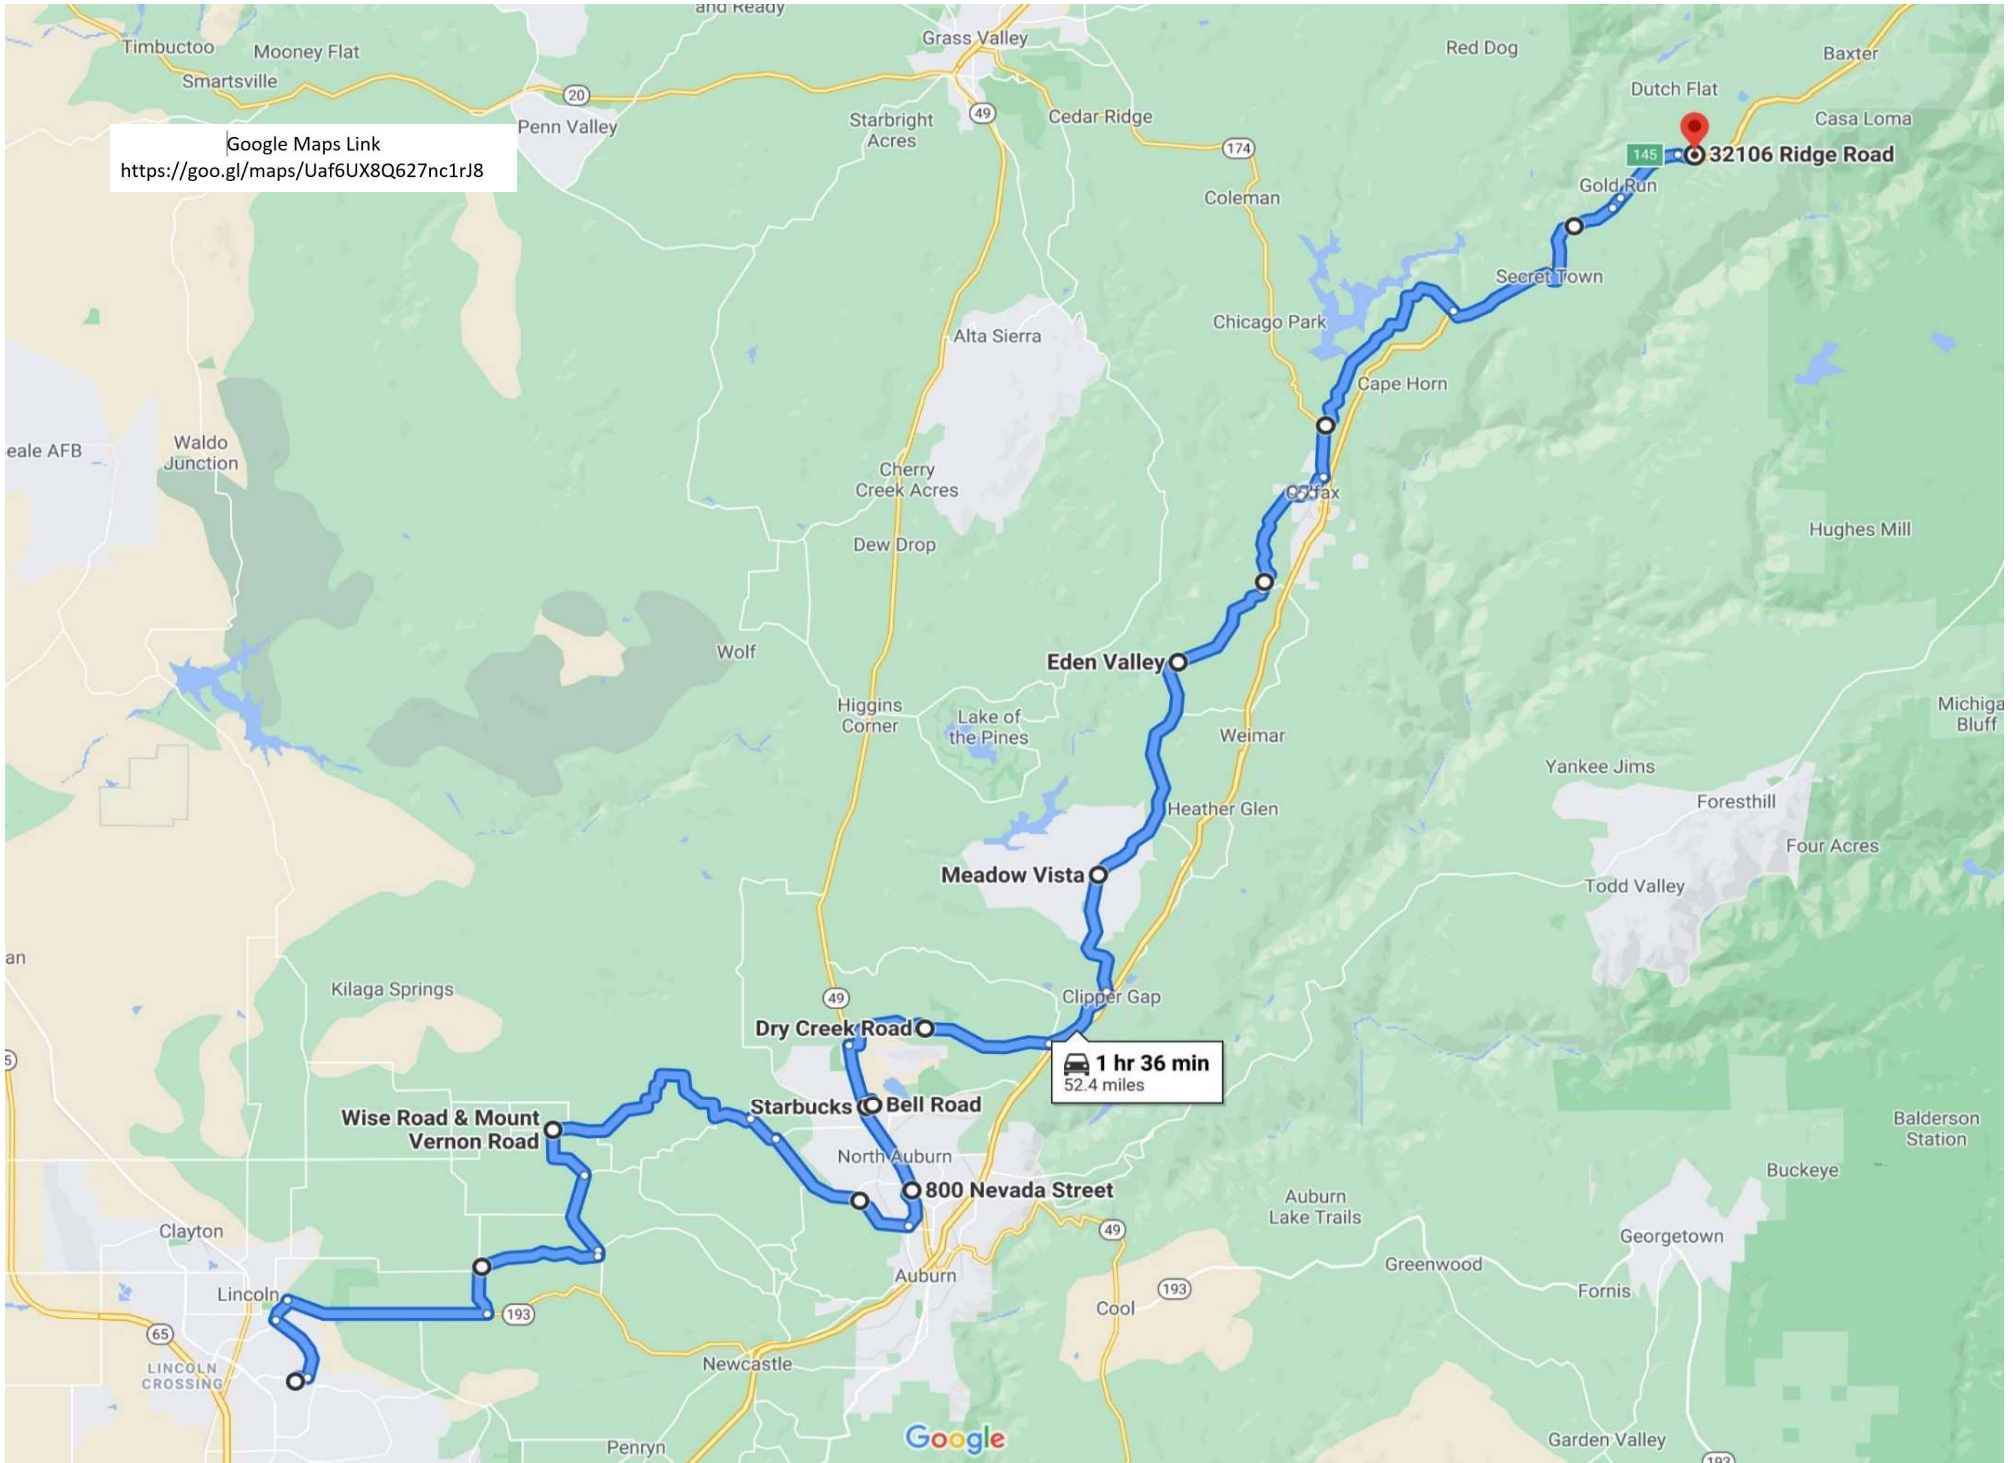 and Ready
Grass Valley
Timbuctoo
Mooney Flat
Smartsville
Red Dog
Baxter
20
Dutch Flat
49
Cedar Ridge
Casa Loma
Starbright
Acres
Penn Valley
Google Maps Link
https://goo.gl/maps/Uaf6UX8Q627nc1rJ8
174
145
32106 Ridge Road
Gold Run
Coleman
Secret Town
Chicago Park
Alta Sierra
Cape Horn
Waldo
Junction
eale AFB
Cherry
Creek Acres
Colfax
Hughes Mill
Dew Drop
Wolf
Eden Valley
Higgins
Corner
Lake of
the Pines
Weimar
Michiga
Bluff
Yankee Jims
Foresthill
Heather Glen
Four Acres
Meadow Vista
Todd Valley
an
Kilaga Springs
49
Clipper Gap
Dry Creek Road
5
1 hr 36 min
52.4 miles
Starbucks
Bell Road
Wise Road & Mount
Vernon Road
Balderson
Station
North Auburn
Buckeye
800 Nevada Street
Auburn
Lake Trails
49
Clayton
Georgetown
Greenwood
Auburn
193
Fornis
Lincoln
Cool
193
65
Newcastle
LINCOLN
CROSSING
Google
Penryn
Garden Valley
193